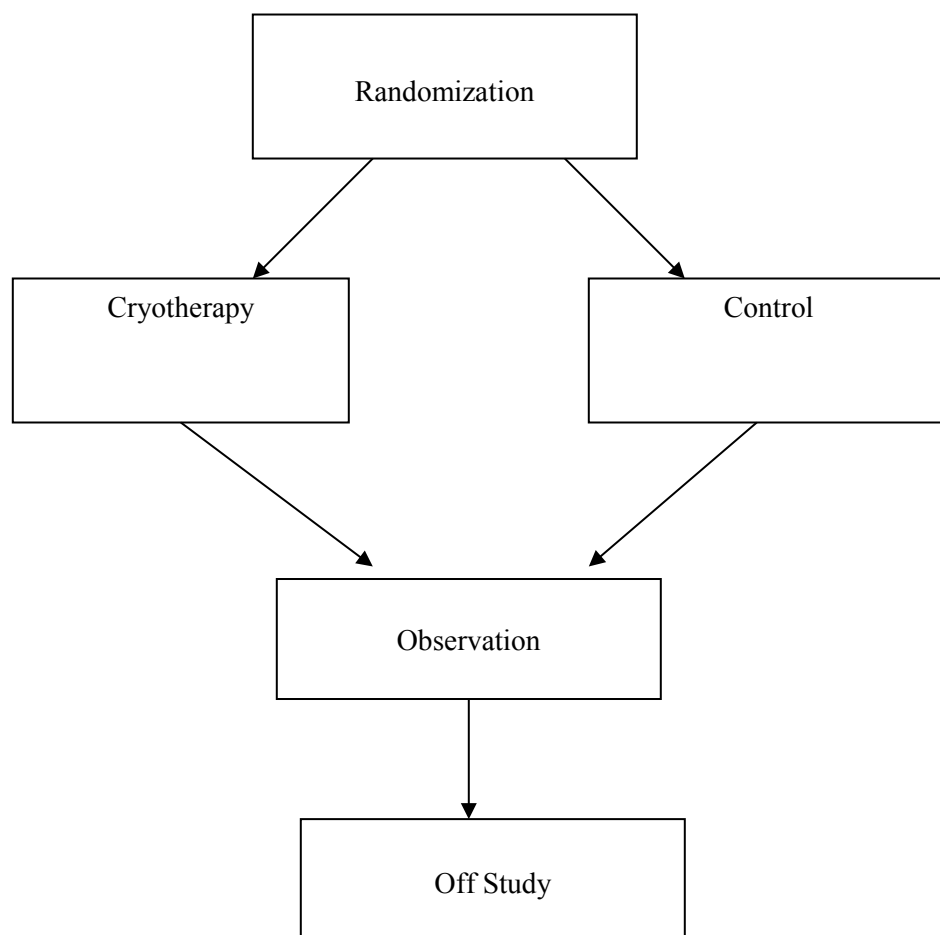 Randomization
Cryotherapy
Control
Observation
Off Study